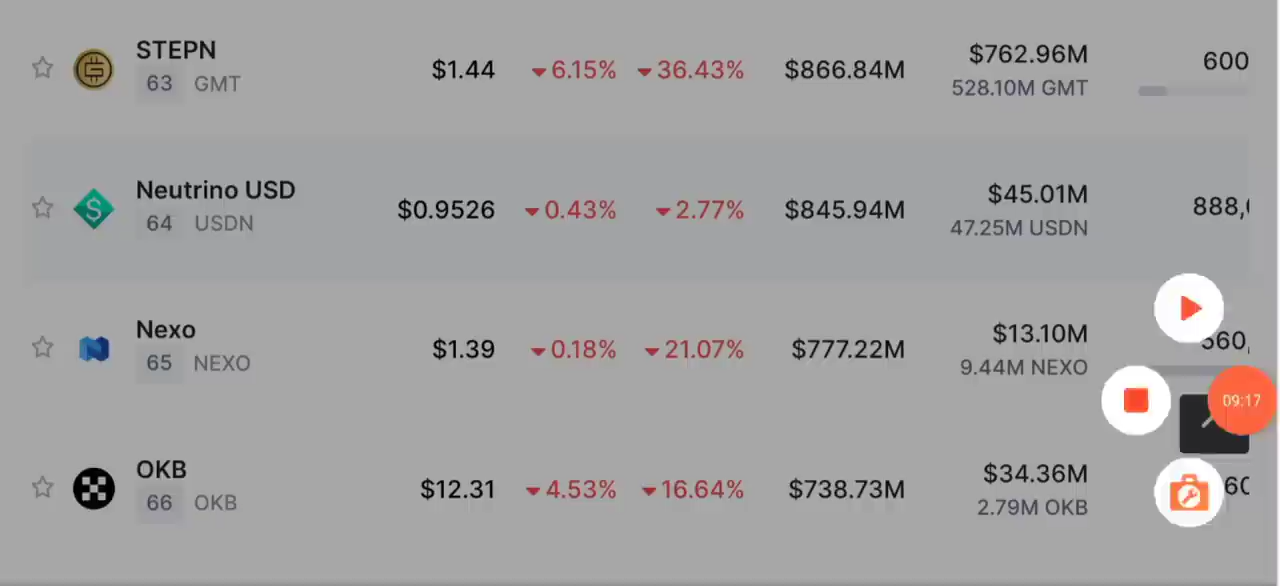 STEPN
63 GMT
$1.44
6.15%
36.43%
$866.84M
$762.96M
528.10M GMT
600
Neutrino USD
64 USDN
$0.9526
0.43%
2.77%
$845.94M
$45.01M
47.25M USDN
888,
Nexo
65 NEXO
$1.39
0.18%
21.07%
$777.22M
$13.10M
9.44M NEXO
560,
09:17
OKB
66 OKB
$12.31
4.53%
16.64%
$738.73M
$34.36M
2.79M OKB
60